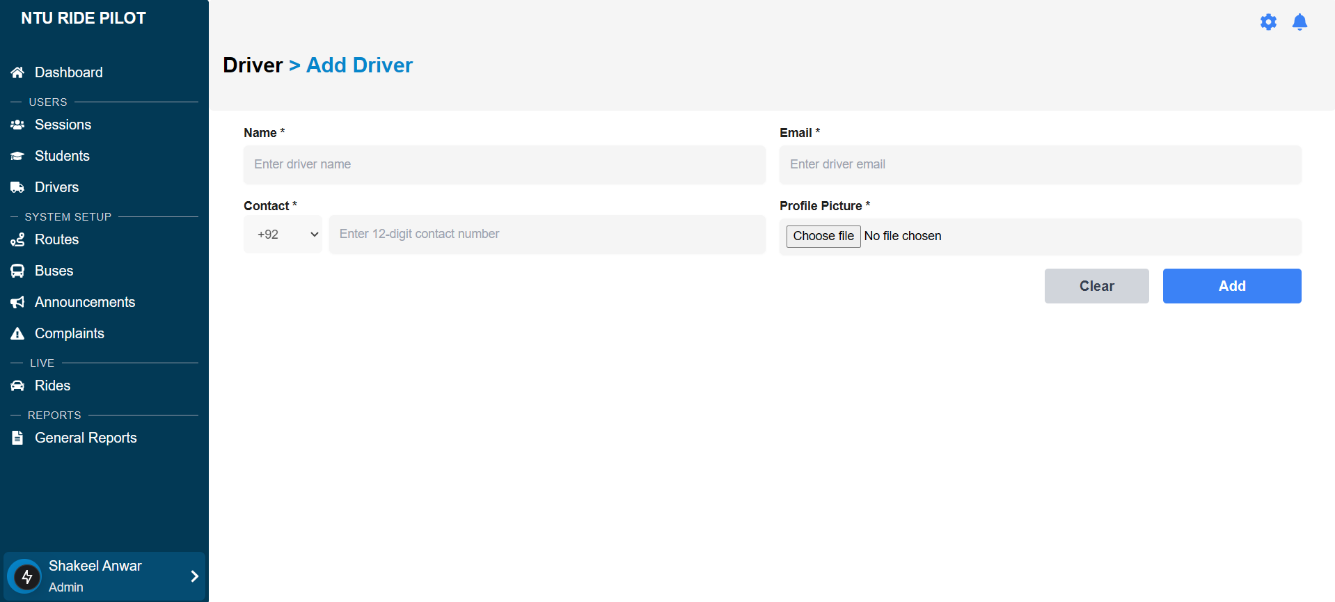 NTU RIDE PILOT
Dashboard
USERS
Sessions
Students
Drivers
SYSTEM SETUP
Routes
Buses
Announcements
Complaints
LIVE
Rides
REPORTS
General Reports
Shakeel Anwar
Admin
Driver > Add Driver
Name *
Enter driver name
Email *
Enter driver email
Contact *
+92
Enter 12-digit contact number
Profile Picture *
Choose file No file chosen
Clear
Add